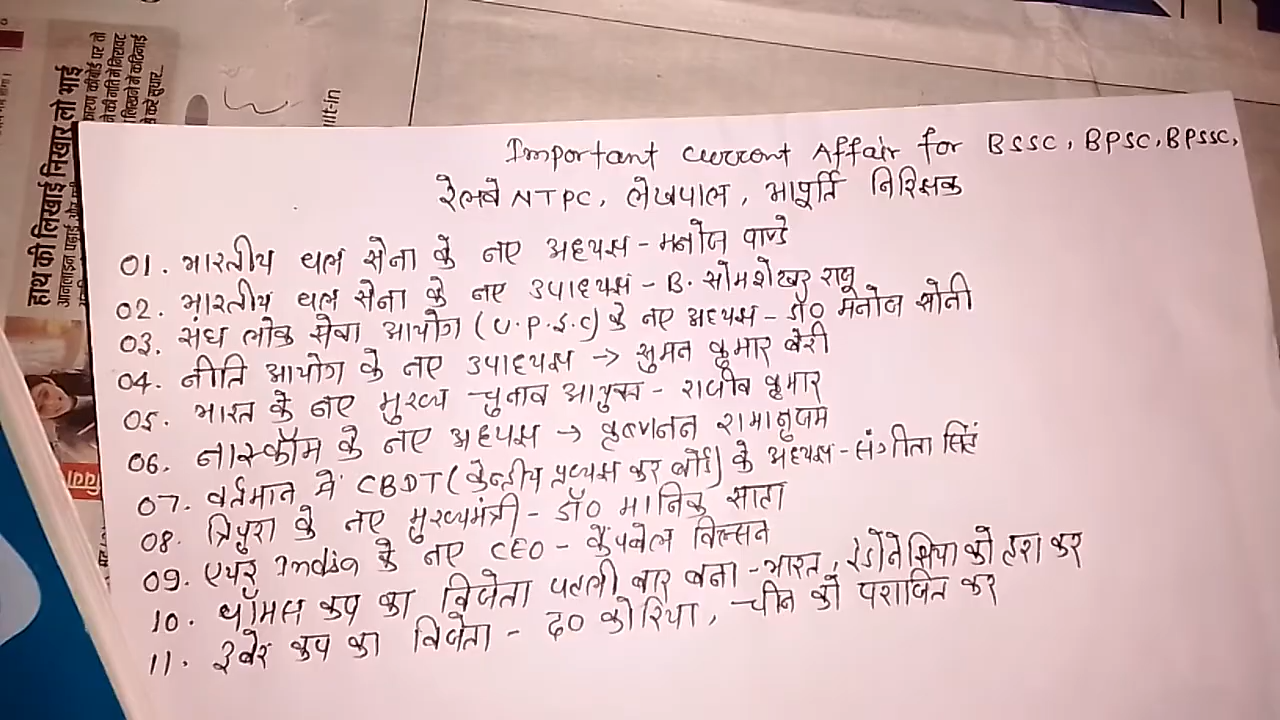 हाथ की लिखाई निखार लो भाई
ilt-in
Important current Affair for BSSC, BPSC, BPSSC,
रेलवे NTPC, लेखपाल, आपूर्ति निरिक्षक
01. भारतीय थल सेना के नए अध्यक्ष - मनोज पाण्डे
02. भारतीय थल सेना के नए उपाध्यक्ष - B. सोमशेखर राजू
03. संघ लोक सेवा आयोग (U.P.S.C) के नए अध्यक्ष - डॉ० मनोज सोनी
04. नीति आयोग के नए उपाध्यक्ष → सुमन कुमार बेरी
05. भारत के नए मुख्य चुनाव आयुक्त - राजीव कुमार
06. नास्कॉम के नए अध्यक्ष → कृष्णनन रामानुजम
07. वर्तमान में CBDT (केन्द्रीय प्रत्यक्ष कर बोर्ड) के अध्यक्ष - संगीता सिहं
08. त्रिपुरा के नए मुख्यमंत्री - डॉ० मानिक साहा
09. एयर India के नए CEO - कैंपबेल विल्सन
10. थॉमस कप का विजेता पहली बार बना - भारत, इंडोनेशिया को हरा कर
11. उबेर कप का विजेता - द० कोरिया, चीन को पराजित कर